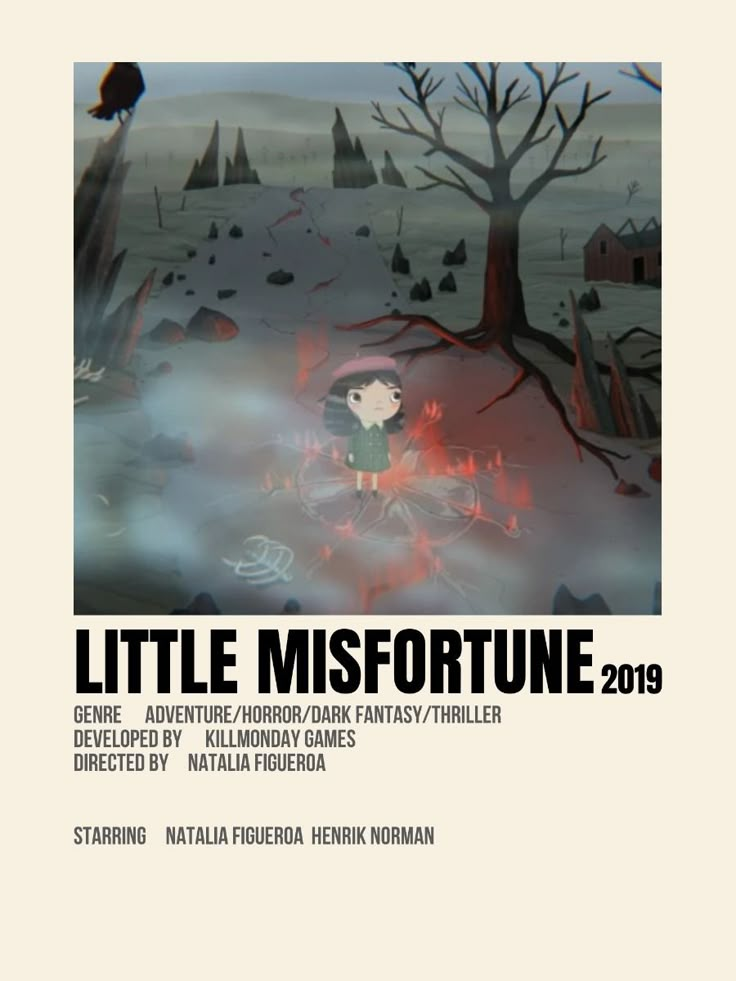 LITTLE MISFORTUNE 2019
GENRE ADVENTURE/HORROR/DARK FANTASY/THRILLER
DEVELOPED BY KILLMONDAY GAMES
DIRECTED BY NATALIA FIGUEROA
STARRING NATALIA FIGUEROA HENRIK NORMAN